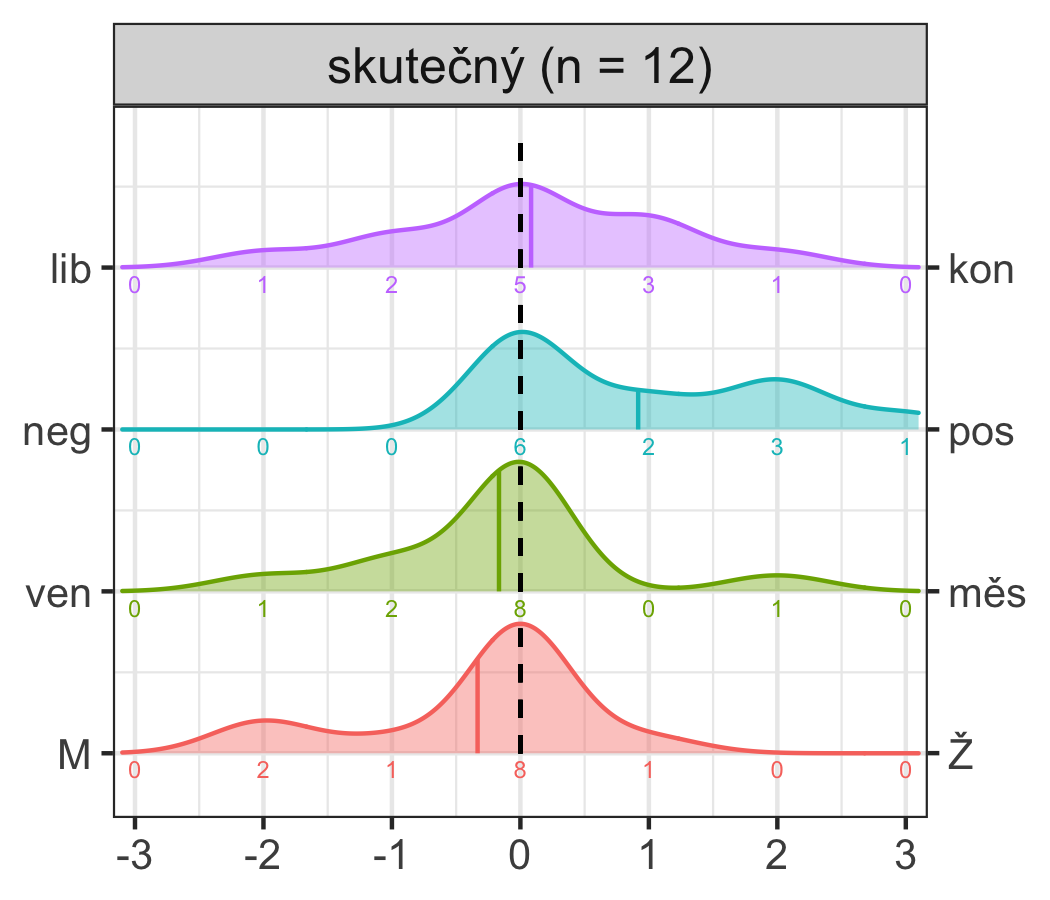 skutečný (n = 12)
lib kon
0 1 2 5 3 1 0
neg pos
0 0 0 6 2 3 1
ven měs
0 1 2 8 0 1 0
M Ž
0 2 1 8 1 0 0
-3 -2 -1 0 1 2 3